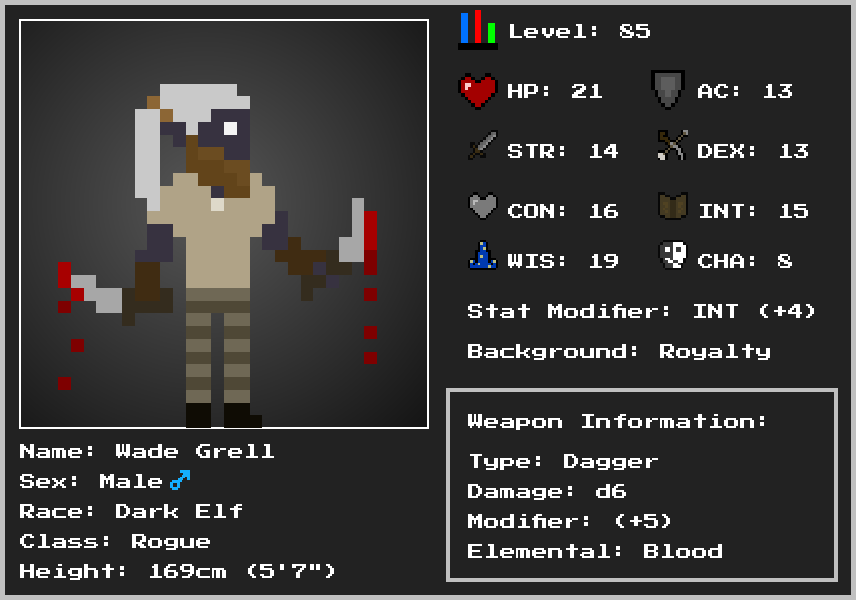 Level: 85
HP: 21 AC: 13
STR: 14 DEX: 13
CON: 16 INT: 15
WIS: 19 CHA: 8
Stat Modifier: INT (+4)
Background: Royalty
Weapon Information:
Type: Dagger
Damage: d6
Modifier: (+5)
Elemental: Blood
Name: Wade Grell
Sex: Male♂
Race: Dark Elf
Class: Rogue
Height: 169cm (5'7")